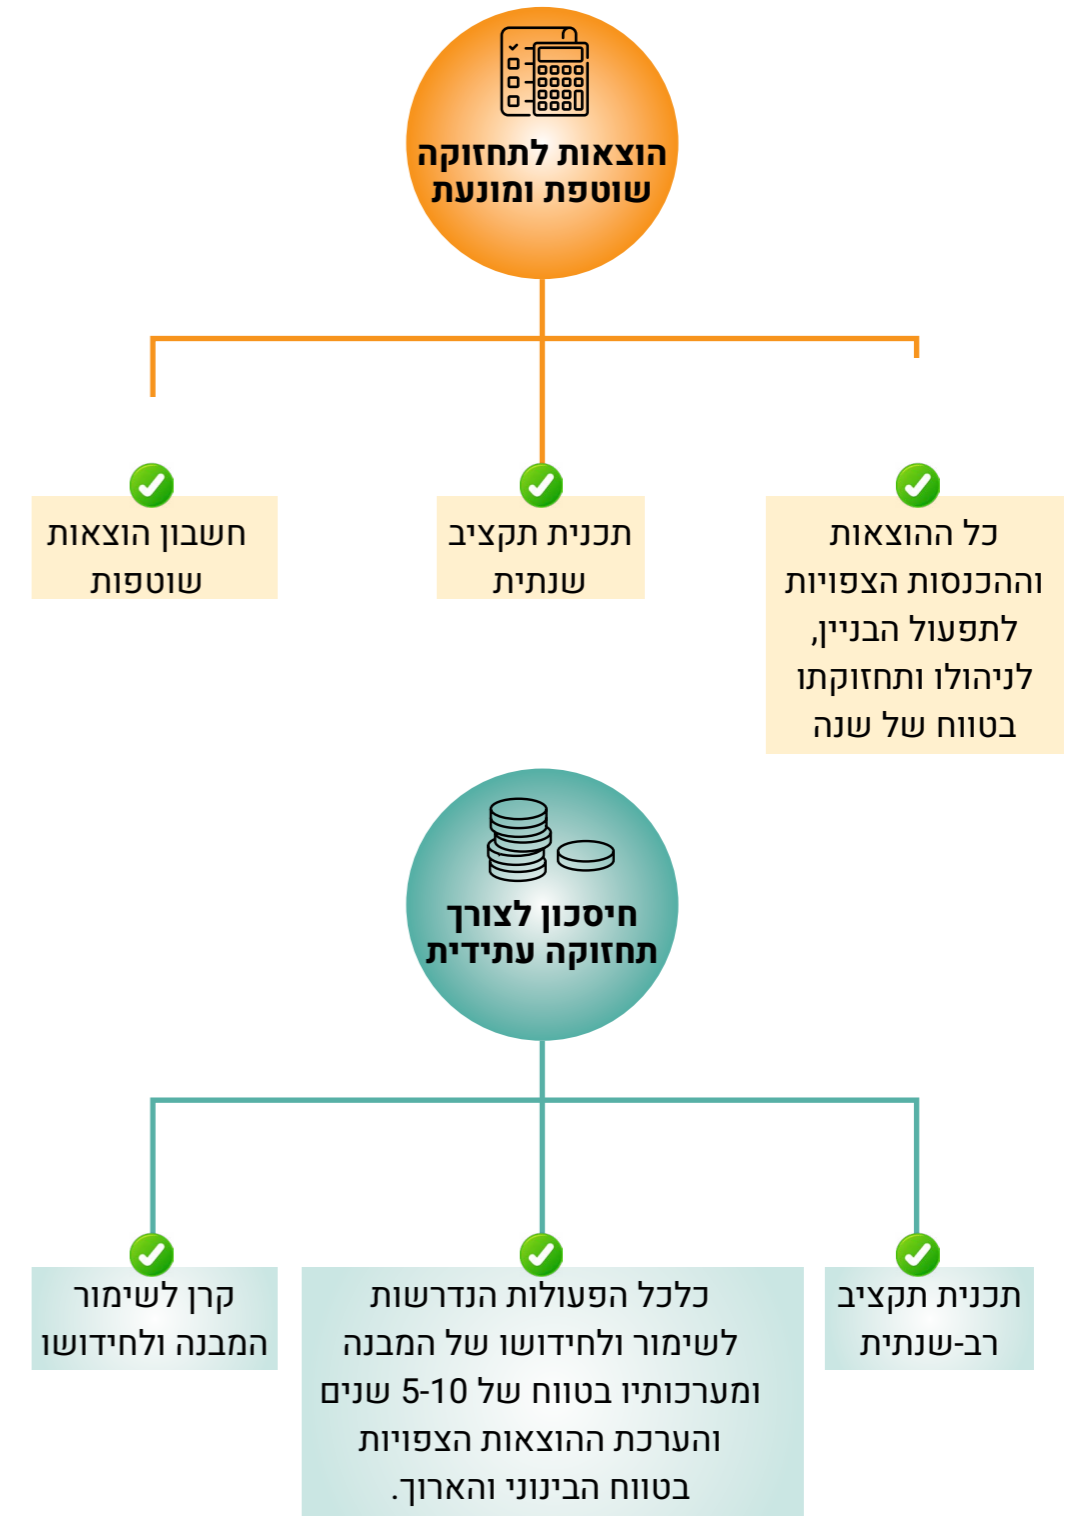 הוצאות לתחזוקה
שוטפת ומונעת
כל ההוצאות
וההכנסות הצפויות
לתפעול הבניין,
לניהולו ותחזוקתו
בטווח של שנה
תכנית תקציב
שנתית
חשבון הוצאות
שוטפות
חיסכון לצורך
תחזוקה עתידית
תכנית תקציב
רב-שנתית
כלכל הפעולות הנדרשות
לשימור ולחידושו של המבנה
ומערכותיו בטווח של 5-10 שנים
והערכת ההוצאות הצפויות
בטווח הבינוני והארוך.
קרן לשימור
המבנה ולחידושו